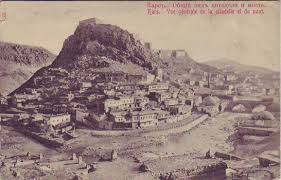 Карсъ. Общій видъ цитадели и моста.
Kars. Vue générale de la citadelle et du pont.